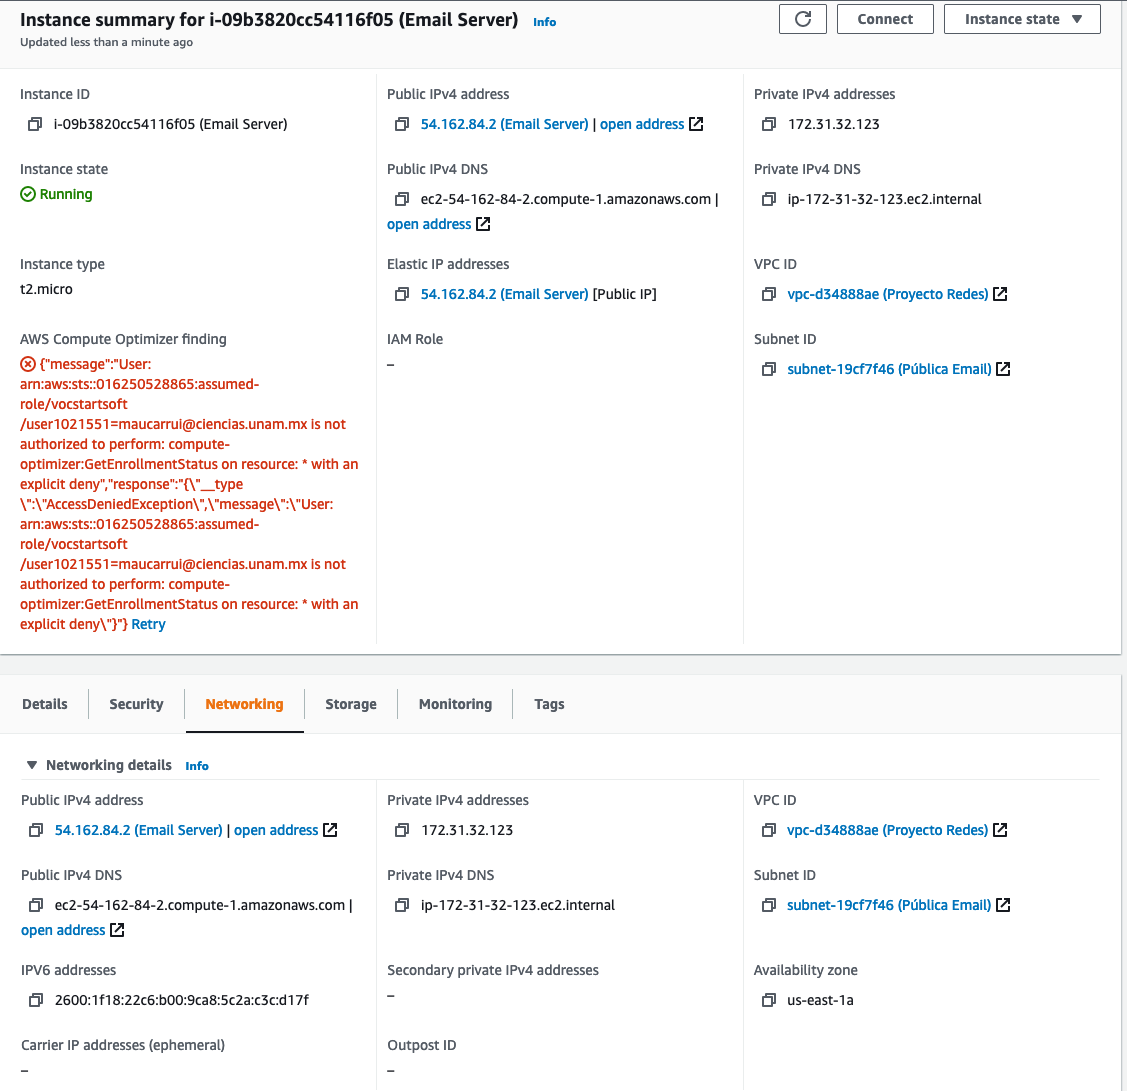 Instance summary for i-09b3820cc54116f05 (Email Server) Info
Updated less than a minute ago
Connect
Instance state
Instance ID
i-09b3820cc54116f05 (Email Server)
Public IPv4 address
54.162.84.2 (Email Server) | open address
Private IPv4 addresses
172.31.32.123
Instance state
Running
Public IPv4 DNS
ec2-54-162-84-2.compute-1.amazonaws.com |
open address
Private IPv4 DNS
ip-172-31-32-123.ec2.internal
Instance type
t2.micro
Elastic IP addresses
54.162.84.2 (Email Server) [Public IP]
VPC ID
vpc-d34888ae (Proyecto Redes)
AWS Compute Optimizer finding
{"message":"User:
arn:aws:sts::016250528865:assumed-
role/vocstartsoft
/user1021551=maucarrui@ciencias.unam.mx is not
authorized to perform: compute-
optimizer:GetEnrollmentStatus on resource: * with an
explicit deny","response":"{\"__type
\":\"AccessDeniedException\",\"message\":\"User:
arn:aws:sts::016250528865:assumed-
role/vocstartsoft
/user1021551=maucarrui@ciencias.unam.mx is not
authorized to perform: compute-
optimizer:GetEnrollmentStatus on resource: * with an
explicit deny\"}"} Retry
IAM Role
–
Subnet ID
subnet-19cf7f46 (Pública Email)
Details
Security
Networking
Storage
Monitoring
Tags
Networking details Info
Public IPv4 address
54.162.84.2 (Email Server) | open address
Private IPv4 addresses
172.31.32.123
VPC ID
vpc-d34888ae (Proyecto Redes)
Public IPv4 DNS
ec2-54-162-84-2.compute-1.amazonaws.com |
open address
Private IPv4 DNS
ip-172-31-32-123.ec2.internal
Subnet ID
subnet-19cf7f46 (Pública Email)
IPV6 addresses
2600:1f18:22c6:b00:9ca8:5c2a:c3c:d17f
Secondary private IPv4 addresses
–
Availability zone
us-east-1a
Carrier IP addresses (ephemeral)
–
Outpost ID
–